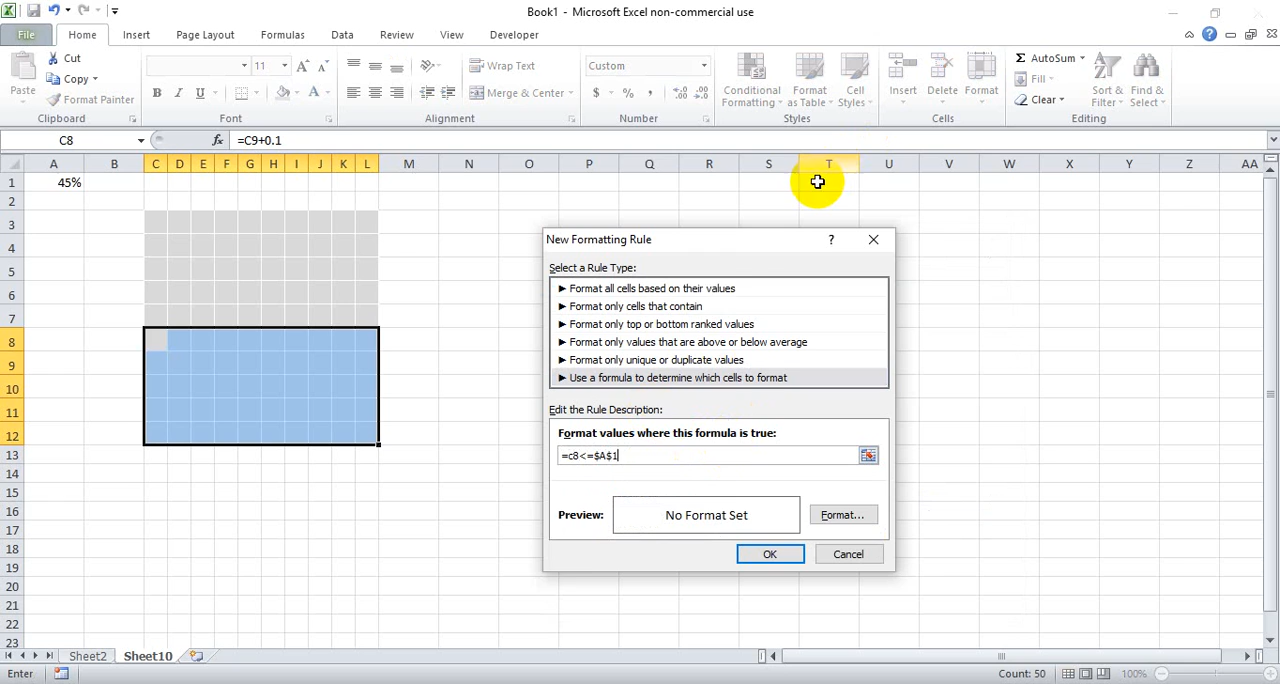 Book1 - Microsoft Excel non-commercial use
File Home Insert Page Layout Formulas Data Review View Developer
Cut
Copy
Format Painter
Paste
Clipboard
11
A A
B I U
A
Font
Wrap Text
Merge & Center
Alignment
Custom
$ % ,
Number
Conditional Formatting
Format as Table
Cell Styles
Styles
Insert Delete Format
Cells
Σ AutoSum
Fill
Clear
Sort & Filter
Find & Select
Editing
C8 fx =C9+0.1
A B C D E F G H I J K L M N O P Q R S T U V W X Y Z AA
1 45%
2
3
4
5
6
7
8
9
10
11
12
13
14
15
16
17
18
19
20
21
22
23
New Formatting Rule ?
Select a Rule Type:
► Format all cells based on their values
► Format only cells that contain
► Format only top or bottom ranked values
► Format only values that are above or below average
► Format only unique or duplicate values
► Use a formula to determine which cells to format
Edit the Rule Description:
Format values where this formula is true:
=c8<=$A$1
Preview: No Format Set Format...
OK Cancel
Sheet2 Sheet10
Enter Count: 50 100%